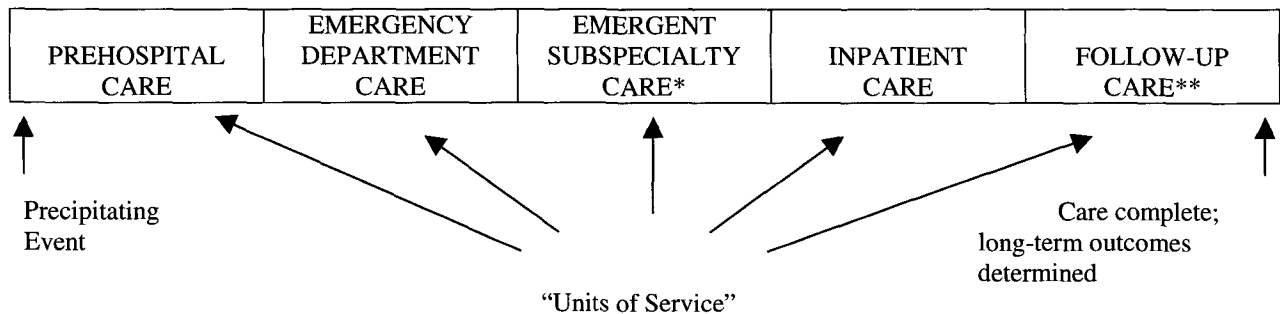 PREHOSPITAL
CARE
EMERGENCY
DEPARTMENT
CARE
EMERGENT
SUBSPECIALTY
CARE*
INPATIENT
CARE
FOLLOW-UP
CARE**
Precipitating
Event
Care complete;
long-term outcomes
determined
“Units of Service”